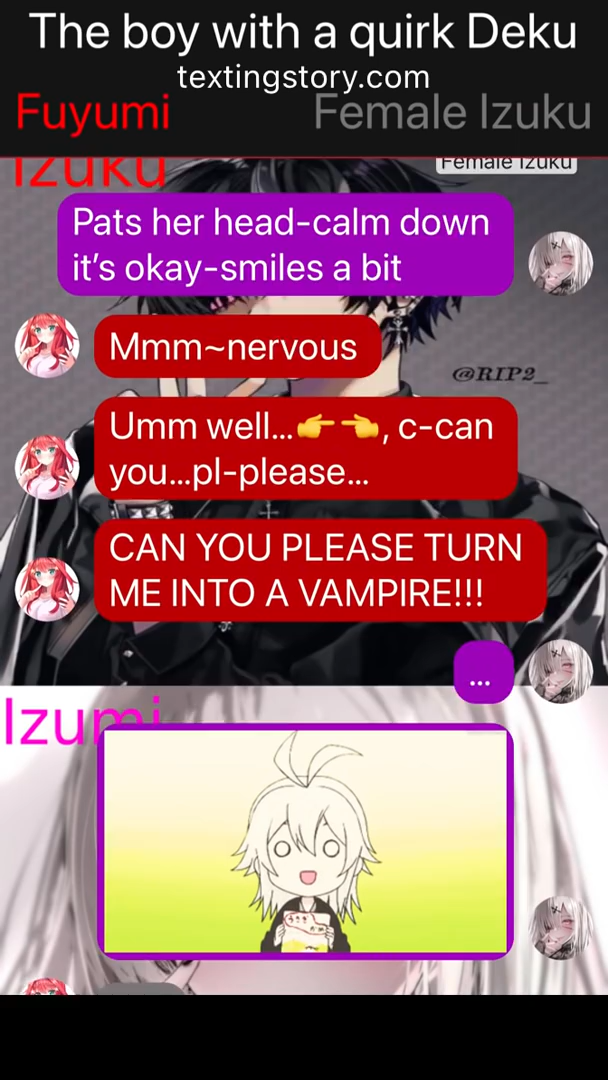 The boy with a quirk Deku
textingstory.com
Fuyumi
Female Izuku
Izuku
Female Izuku
Pats her head-calm down
it's okay-smiles a bit
Mmm~nervous
@RIP2_
Umm well...👉👈, c-can
you...pl-please...
CAN YOU PLEASE TURN
ME INTO A VAMPIRE!!!
...
Izumi